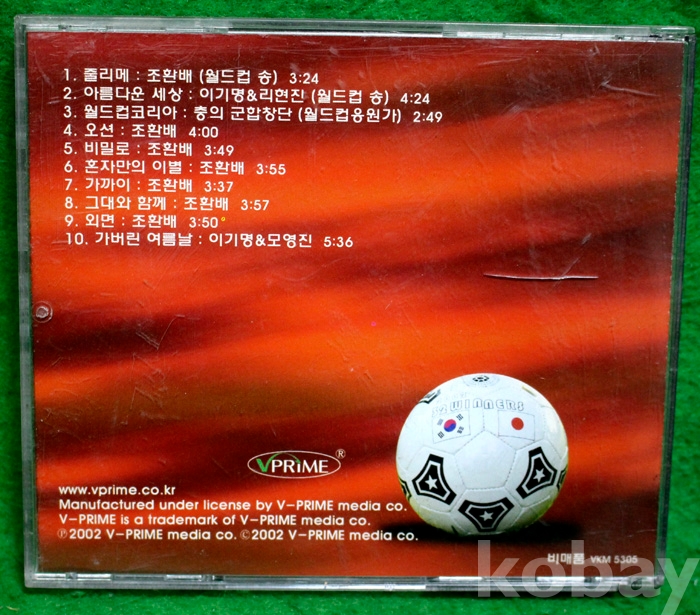 1. 줄리메 : 조환배 (월드컵 송) 3:24
2. 아름다운 세상 : 이기명&리현진 (월드컵 송) 4:24
3. 월드컵코리아 : 충의 군합창단 (월드컵응원가) 2:49
4. 오션 : 조환배 4:00
5. 비밀로 : 조환배 3:49
6. 혼자만의 이별 : 조환배 3:55
7. 가까이 : 조환배 3:37
8. 그대와 함께 : 조환배 3:57
9. 외면 : 조환배 3:50
10. 가버린 여름날 : 이기명&모영진 5:36
WINNERS
VPRIME ®
www.vprime.co.kr
Manufactured under license by V-PRIME media co.
V-PRIME is a trademark of V-PRIME media co.
℗2002 V-PRIME media co. ©2002 V-PRIME media co.
비매품 VKM 5305
kobay